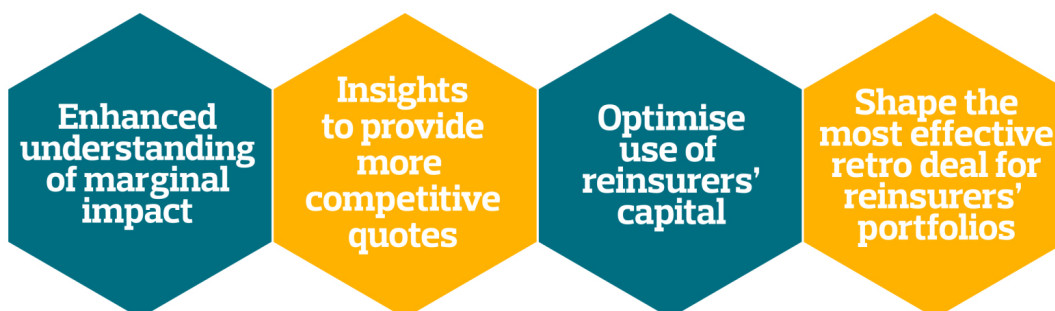 Enhanced
understanding
of marginal
impact
Insights
to provide
more
competitive
quotes
Optimise
use of
reinsurers’
capital
Shape the
most effective
retro deal for
reinsurers’
portfolios